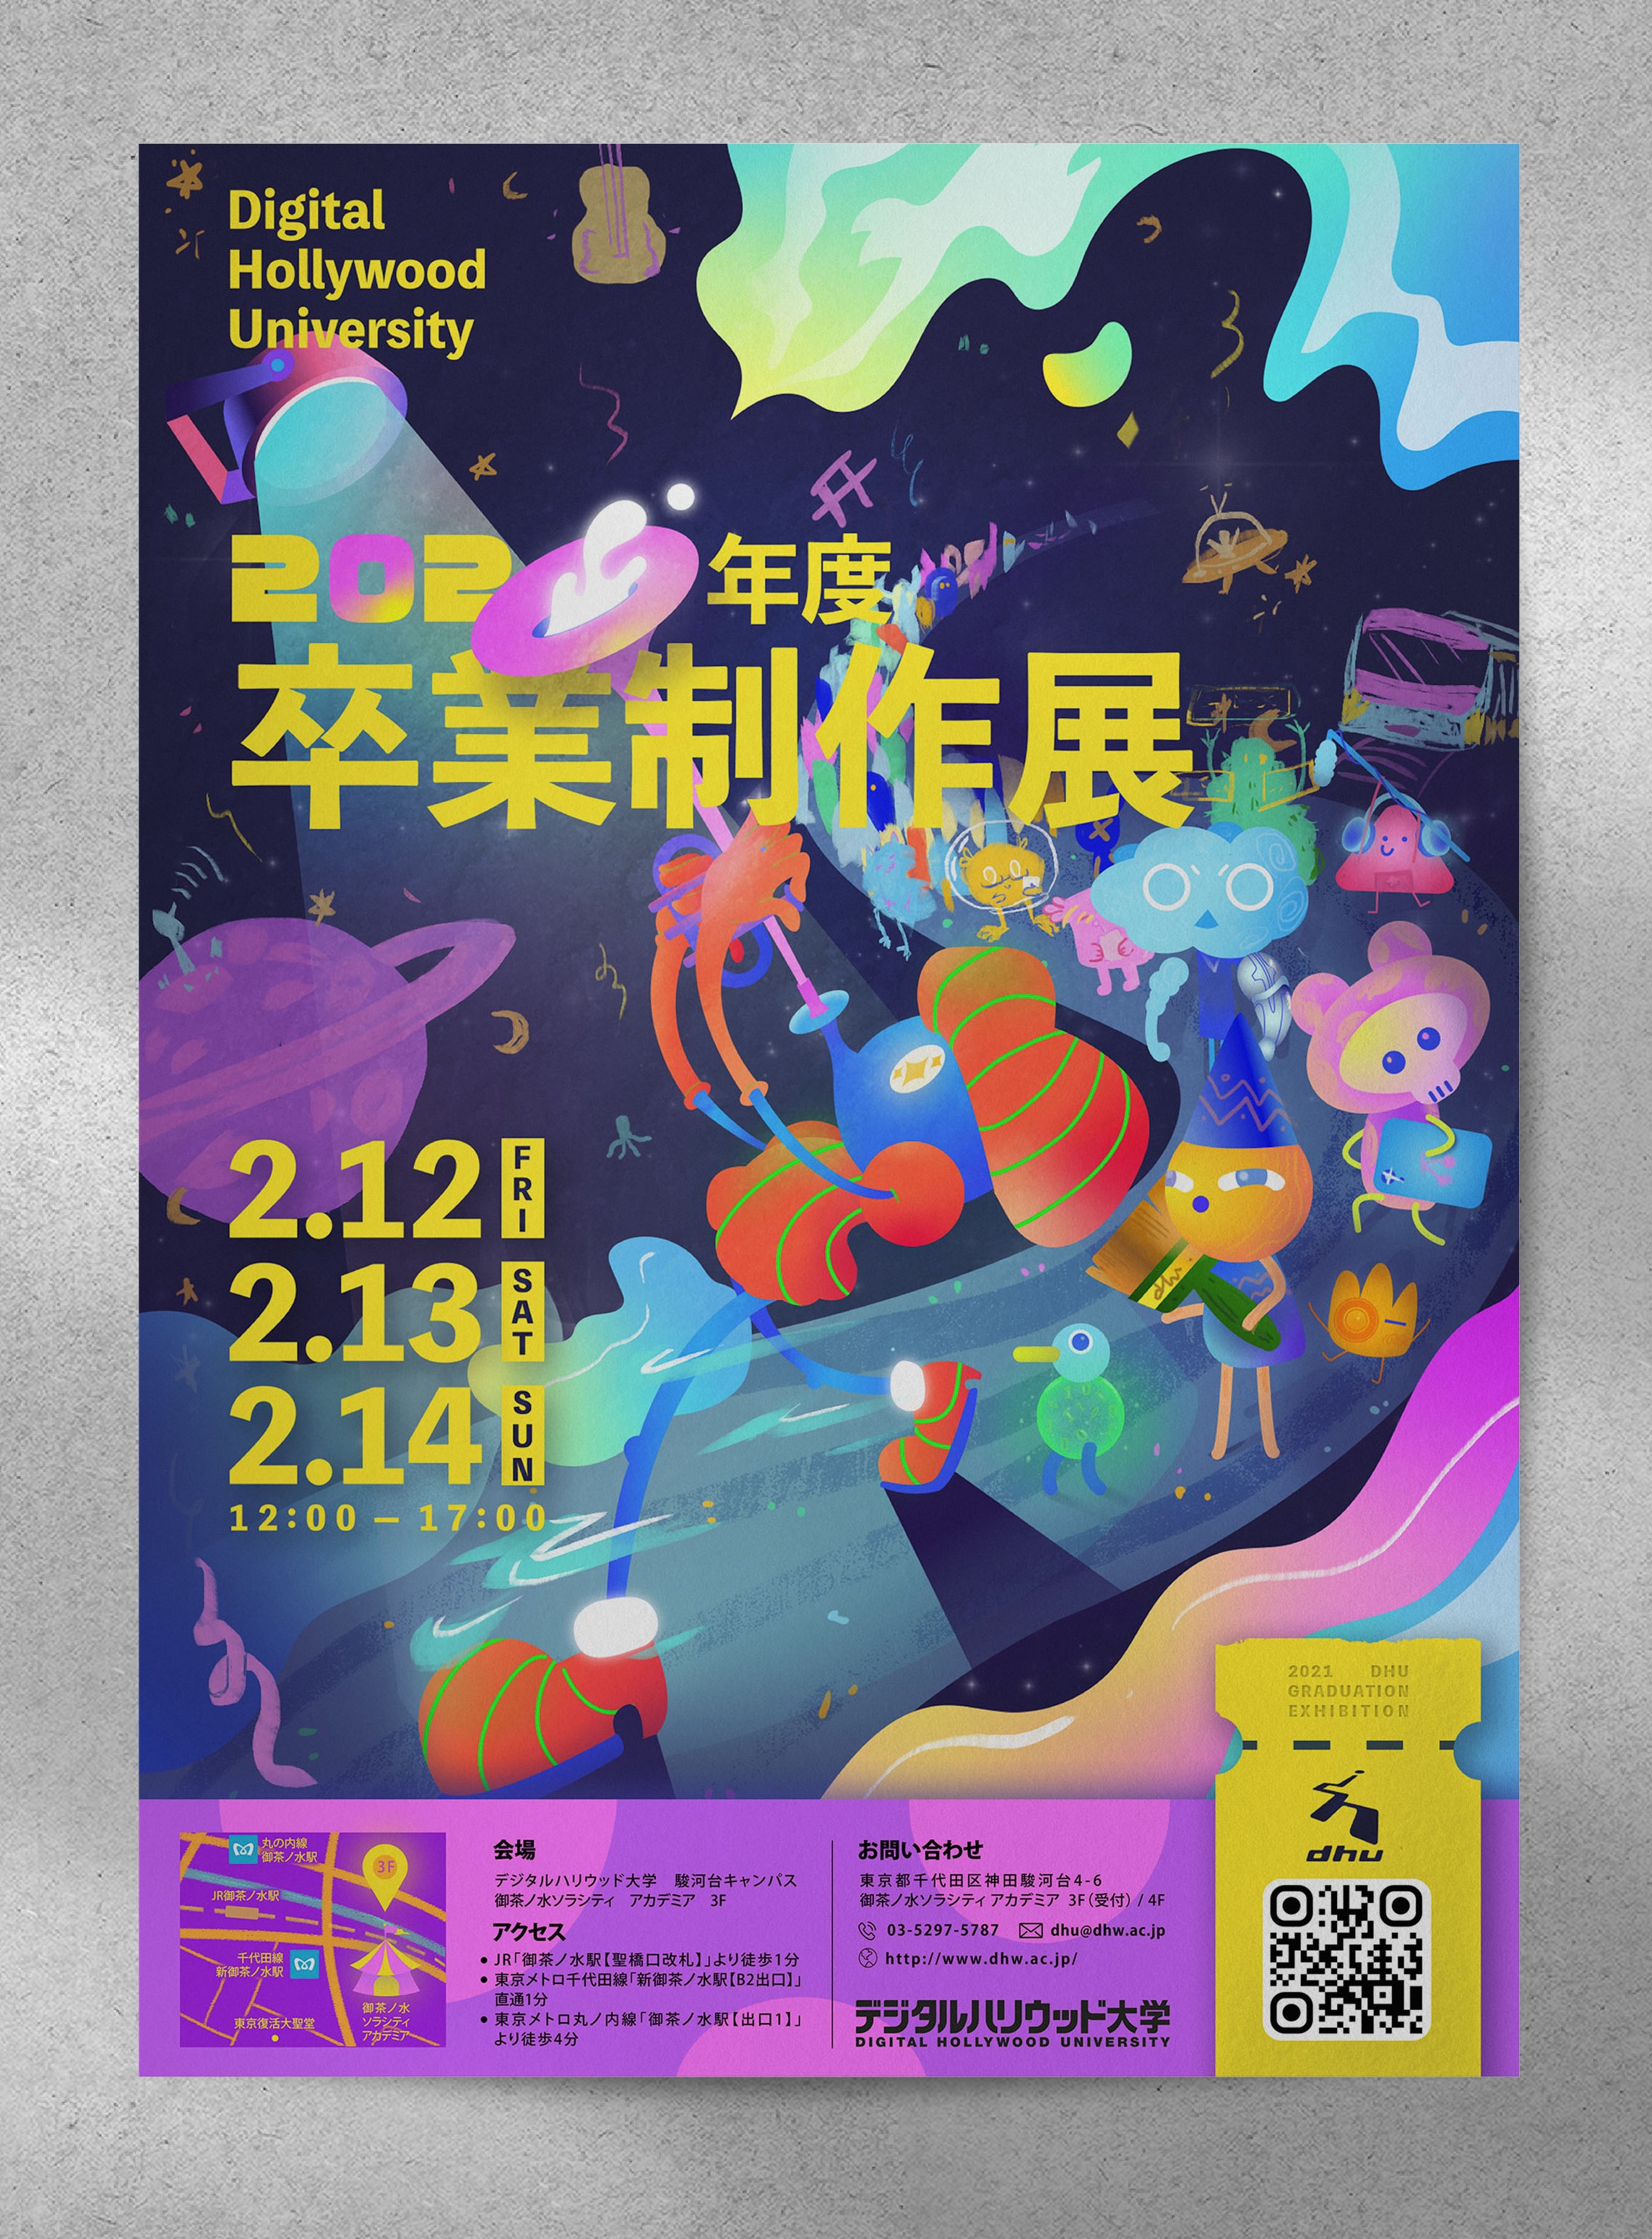 Digital
Hollywood
University
202 年度
卒業制作展
2.12 FRI
2.13 SAT
2.14 SUN
12:00 – 17:00
2021 DHU
GRADUATION
EXHIBITION
dhu
丸の内線
御茶ノ水駅
3F
JR御茶ノ水駅
千代田線
新御茶ノ水駅
東京復活大聖堂
御茶ノ水
ソラシティ
アカデミア
会場
デジタルハリウッド大学 駿河台キャンパス
御茶ノ水ソラシティ アカデミア 3F
アクセス
● JR「御茶ノ水駅【聖橋口改札】」より徒歩1分
● 東京メトロ千代田線「新御茶ノ水駅【B2出口】」
直通1分
● 東京メトロ丸ノ内線「御茶ノ水駅【出口1】」
より徒歩4分
お問い合わせ
東京都千代田区神田駿河台4-6
御茶ノ水ソラシティ アカデミア 3F（受付）/ 4F
03-5297-5787 dhu@dhw.ac.jp
http://www.dhw.ac.jp/
デジタルハリウッド大学
DIGITAL HOLLYWOOD UNIVERSITY
dhu